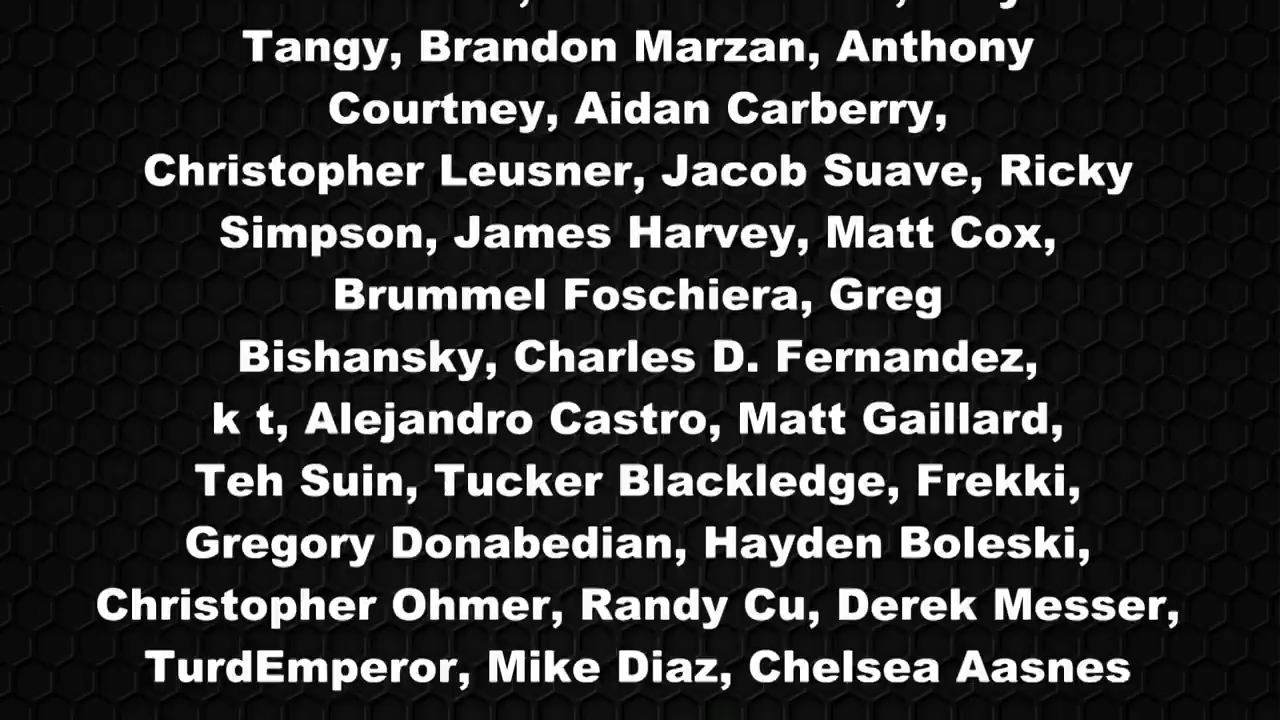 Tangy, Brandon Marzan, Anthony
Courtney, Aidan Carberry,
Christopher Leusner, Jacob Suave, Ricky
Simpson, James Harvey, Matt Cox,
Brummel Foschiera, Greg
Bishansky, Charles D. Fernandez,
k t, Alejandro Castro, Matt Gaillard,
Teh Suin, Tucker Blackledge, Frekki,
Gregory Donabedian, Hayden Boleski,
Christopher Ohmer, Randy Cu, Derek Messer,
TurdEmperor, Mike Diaz, Chelsea Aasnes